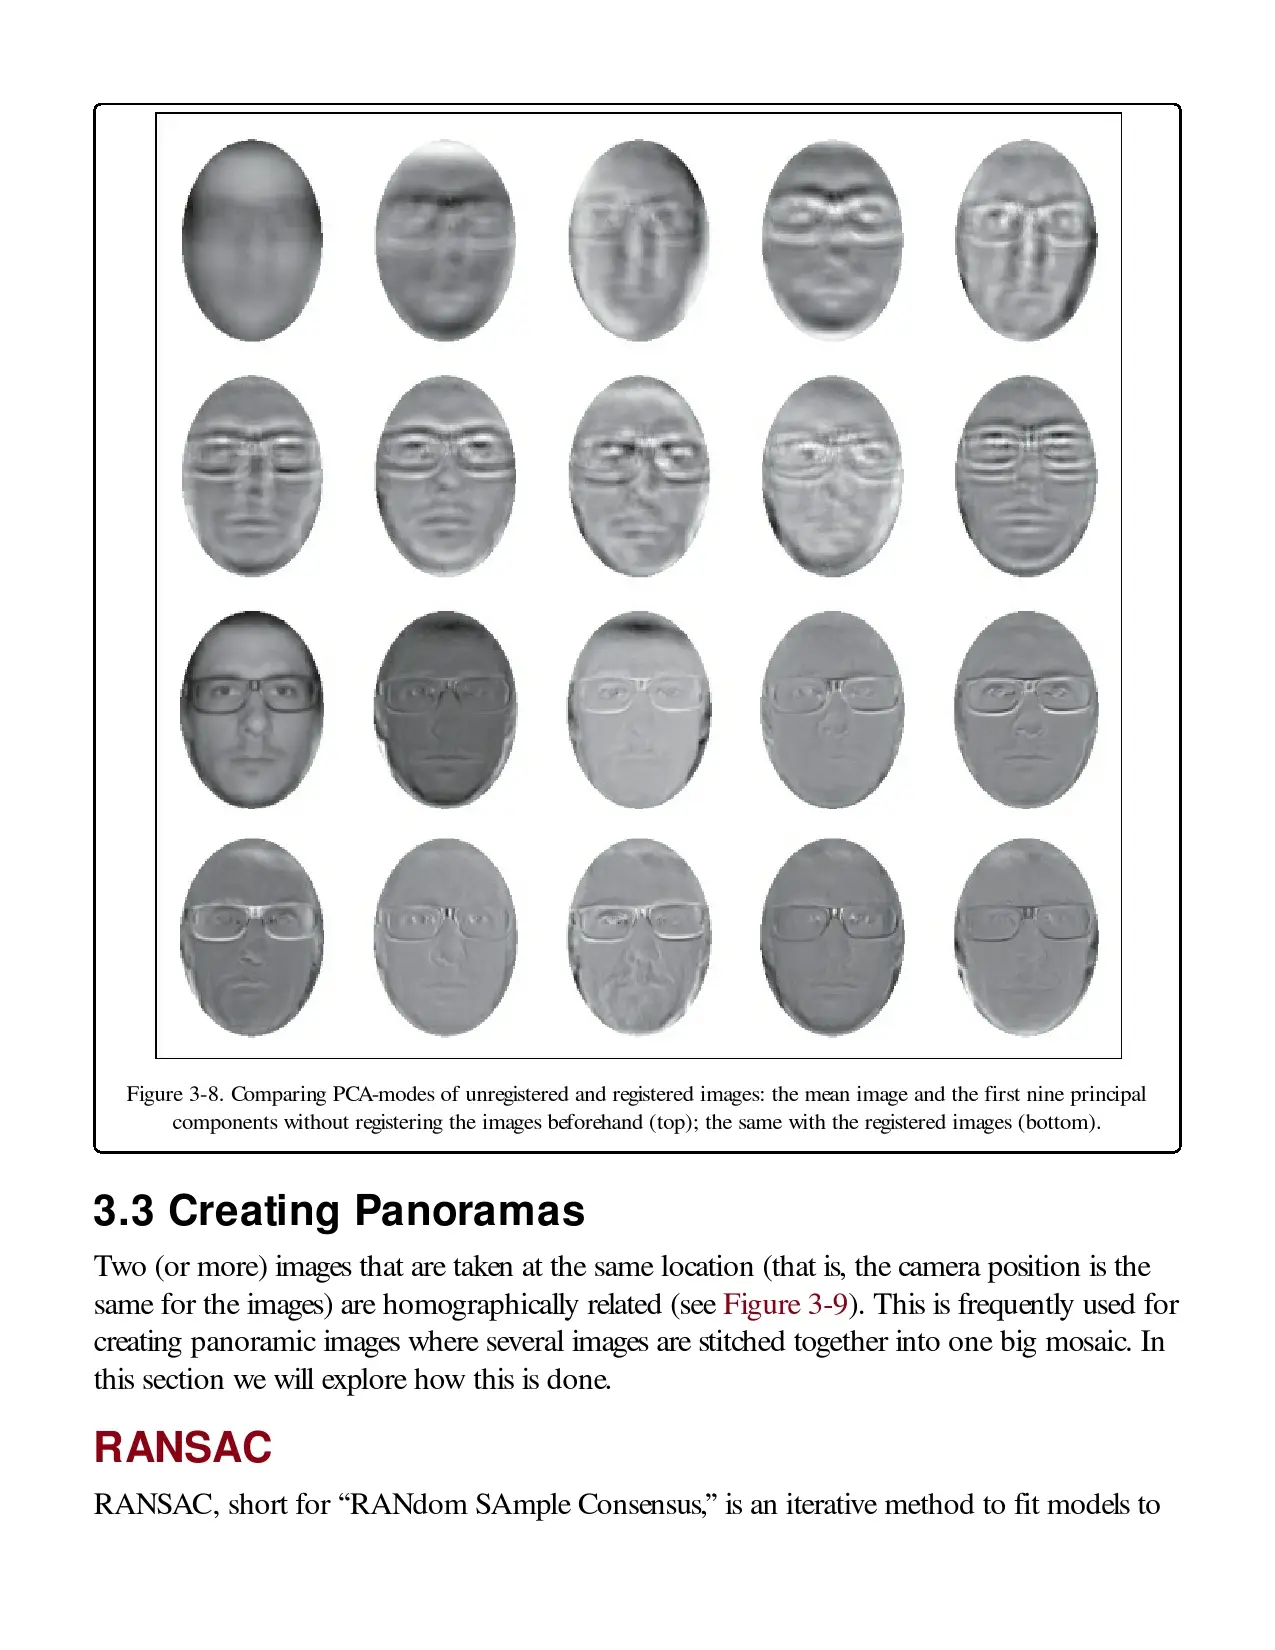 Figure 3-8. Comparing PCA-modes of unregistered and registered images: the mean image and the first nine principal
components without registering the images beforehand (top); the same with the registered images (bottom).
3.3 Creating Panoramas
Two (or more) images that are taken at the same location (that is, the camera position is the
same for the images) are homographically related (see Figure 3-9). This is frequently used for
creating panoramic images where several images are stitched together into one big mosaic. In
this section we will explore how this is done.
RANSAC
RANSAC, short for “RANdom SAmple Consensus,” is an iterative method to fit models to